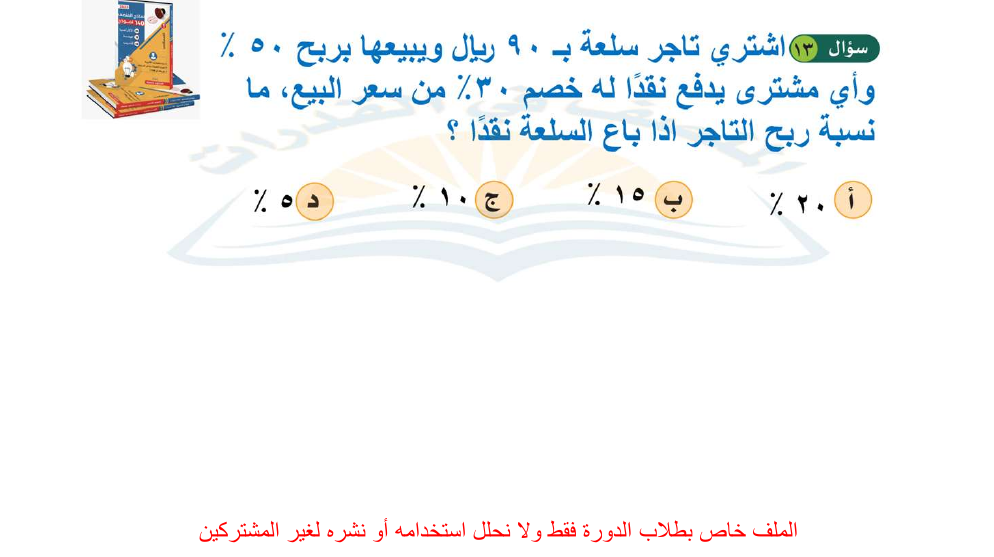 سؤال ١٣ اشتري تاجر سلعة بـ ٩٠ ريال ويبيعها بربح ٥٠ ٪
وأي مشترى يدفع نقدًا له خصم ٣٠٪ من سعر البيع، ما
نسبة ربح التاجر اذا باع السلعة نقدًا ؟
أ ٢٠ ٪ ب ١٥ ٪ ج ١٠ ٪ د ٥ ٪
الملف خاص بطلاب الدورة فقط ولا نحلل استخدامه أو نشره لغير المشتركين